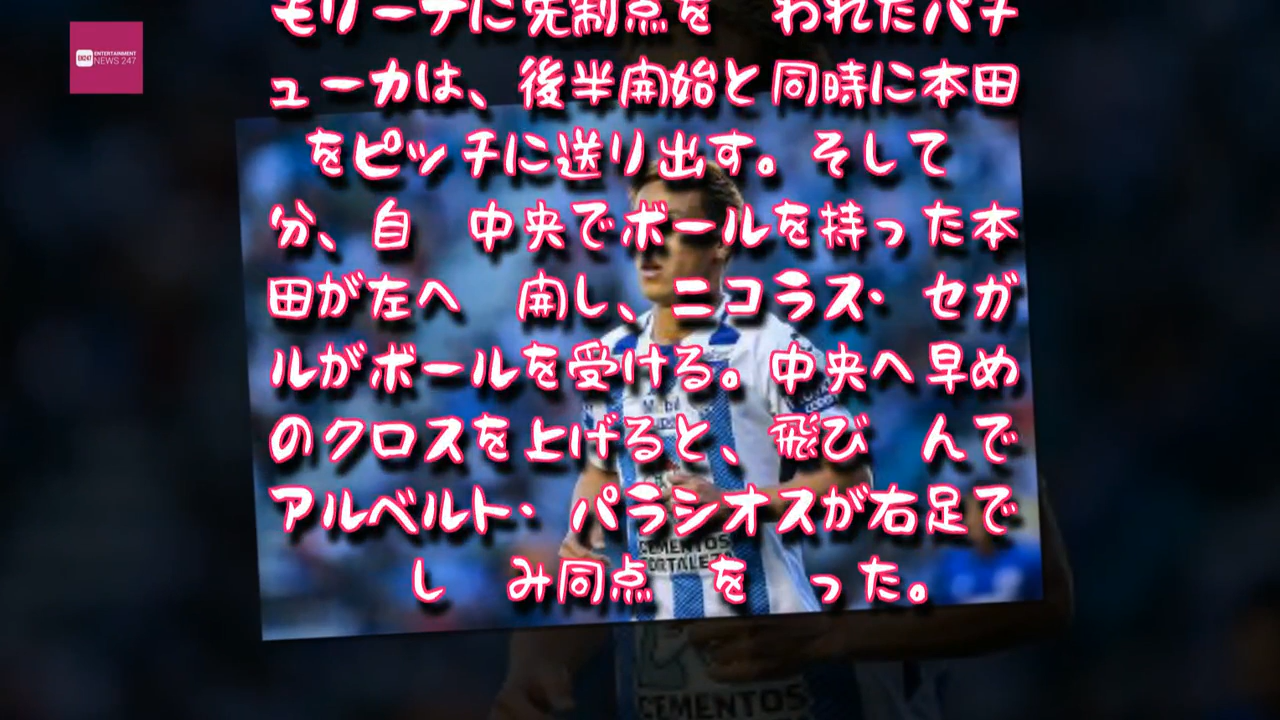 ENTERTAINMENT
NEWS 247
モリーナに先制点を　われたパチ
ューカは、後半開始と同時に本田
をピッチに送り出す。そして
分、自　中央でボールを持った本
田が左へ　開し、ニコラス・セガ
ルがボールを受ける。中央へ早め
のクロスを上げると、飛び　んで
アルベルト・パラシオスが右足で
し　み同点　を　った。
CEMENTOS
FORTALEZA
CEMENTOS